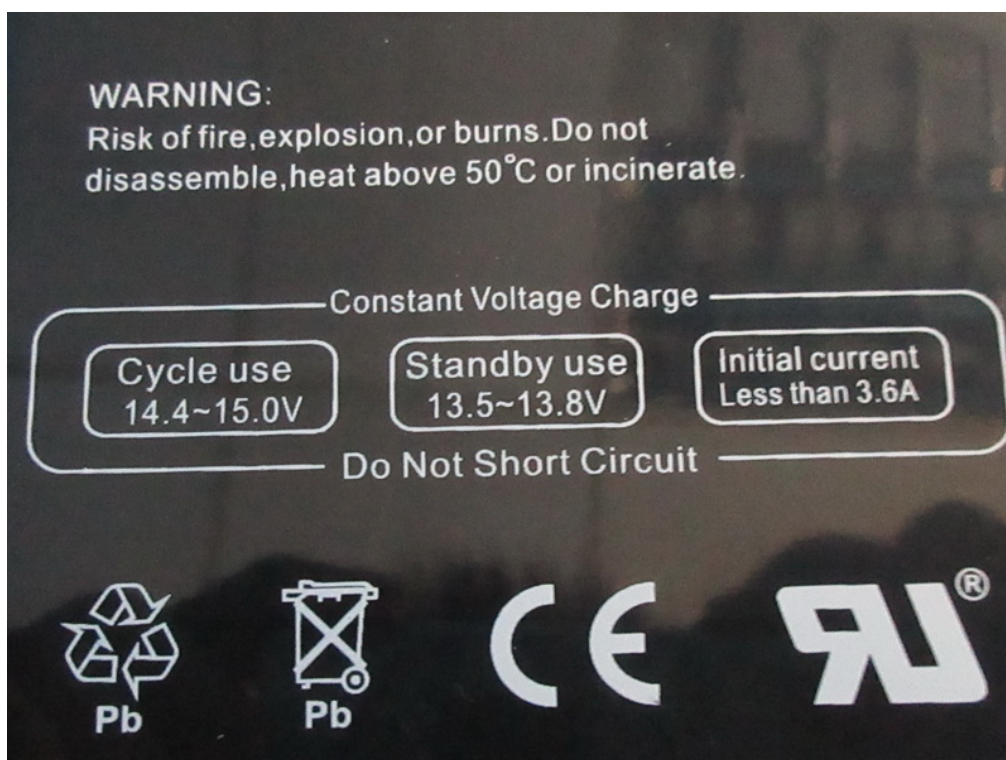 WARNING:
Risk of fire,explosion,or burns.Do not
disassemble,heat above 50°C or incinerate.
Constant Voltage Charge
Cycle use
14.4~15.0V
Standby use
13.5~13.8V
Initial current
Less than 3.6A
Do Not Short Circuit
Pb
Pb
CE
RU®